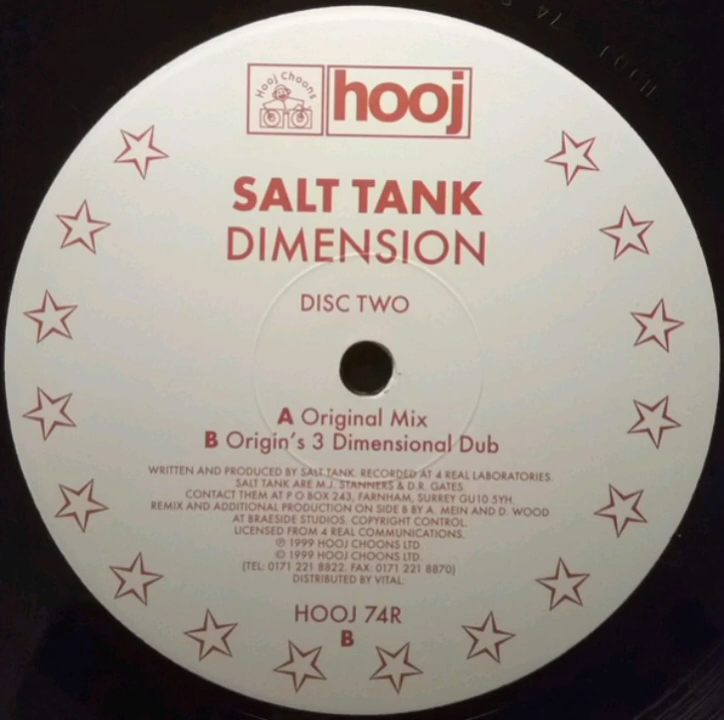 Hooj Choons
hooj
SALT TANK
DIMENSION
DISC TWO
A Original Mix
B Origin's 3 Dimensional Dub
WRITTEN AND PRODUCED BY SALT TANK. RECORDED AT 4 REAL LABORATORIES.
SALT TANK ARE M.J. STANNERS & D.R. GATES.
CONTACT THEM AT P O BOX 243, FARNHAM, SURREY GU10 5YH.
REMIX AND ADDITIONAL PRODUCTION ON SIDE B BY A. MEIN AND D. WOOD
AT BRAESIDE STUDIOS. COPYRIGHT CONTROL.
LICENSED FROM 4 REAL COMMUNICATIONS.
℗ 1999 HOOJ CHOONS LTD.
© 1999 HOOJ CHOONS LTD.
(TEL: 0171 221 8822. FAX: 0171 221 8870)
DISTRIBUTED BY VITAL.
HOOJ 74R
B